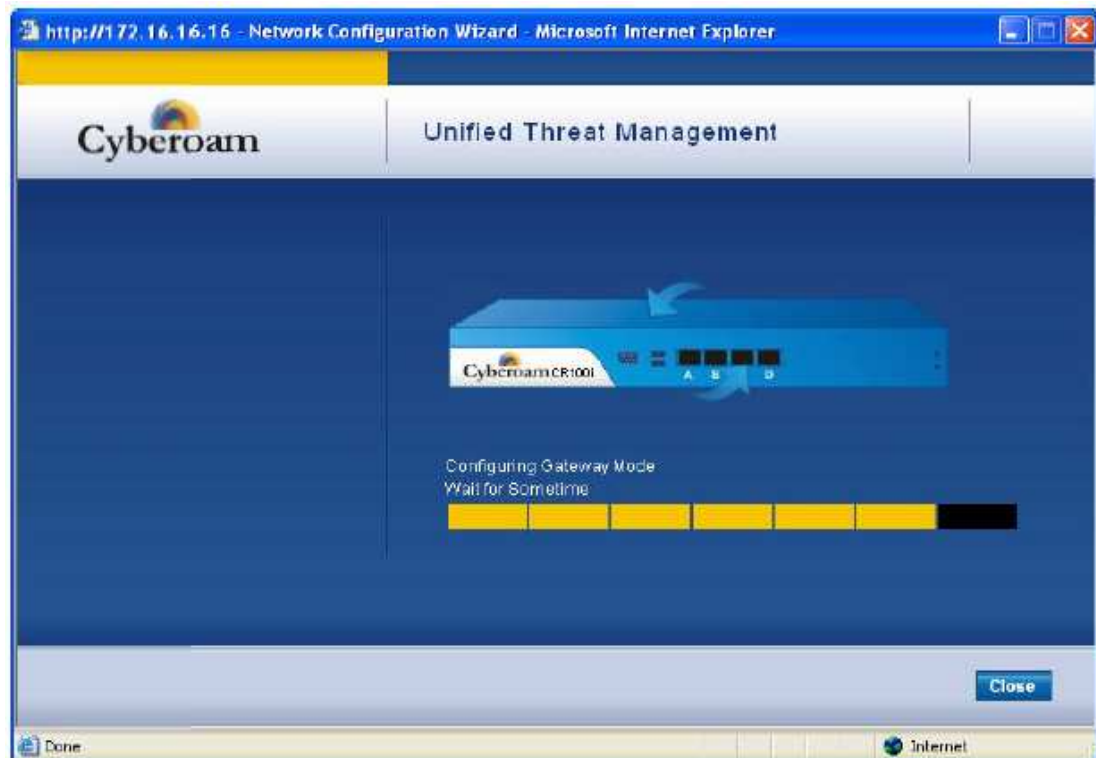 http://172.16.16.16 - Network Configuration Wizard - Microsoft Internet Explorer
Cyberoam
Unified Threat Management
Cyberoam CR100i
A B D
Configuring Gateway Mode
Wait for Sometime
Close
Done
Internet